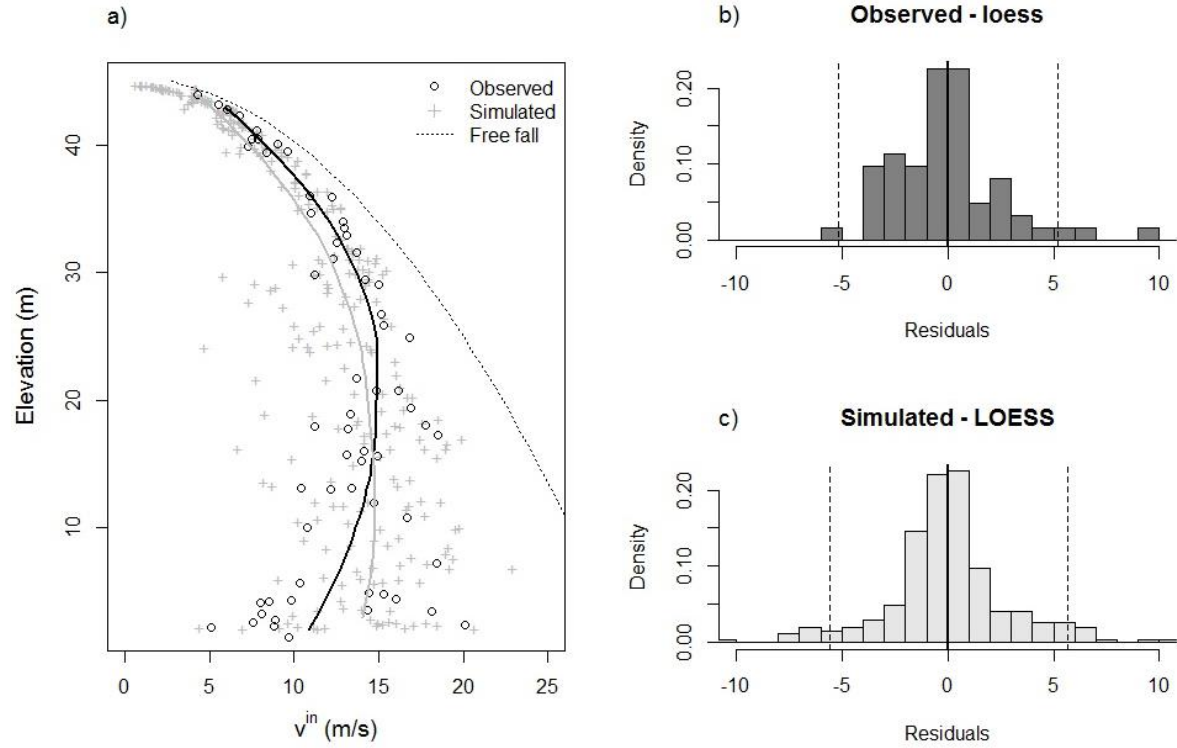 a)
Observed
Simulated
Free fall
40
30
20
10
Elevation (m)
0 5 10 15 20 25
v^in (m/s)
b) Observed - loess
0.20
0.10
0.00
Density
-10 -5 0 5 10
Residuals
c) Simulated - LOESS
0.20
0.10
0.00
Density
-10 -5 0 5 10
Residuals